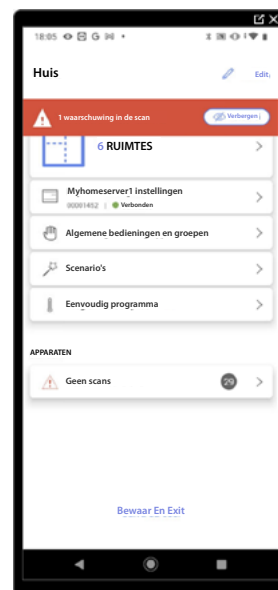 18:05
Huis
Edit
1 waarschuwing in de scan
Verbergen
6 RUIMTES
Myhomeserver1 instellingen
00001452 | Verbonden
Algemene bedieningen en groepen
Scenario's
Eenvoudig programma
APPARATEN
Geen scans
29
Bewaar En Exit